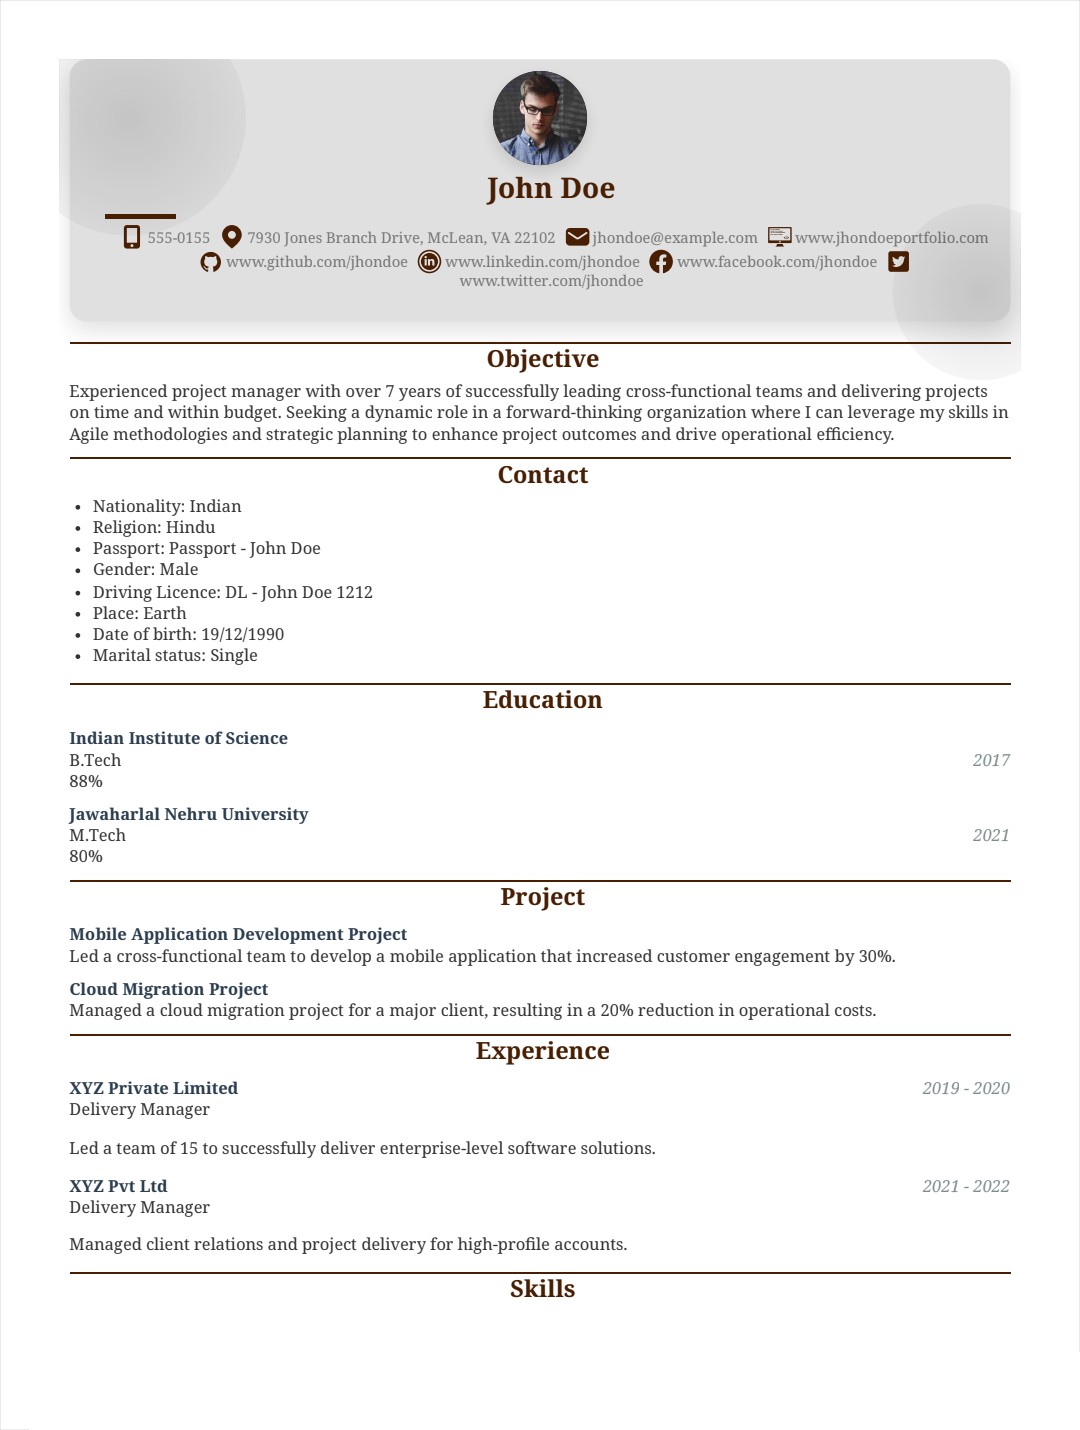 John Doe
555-0155 7930 Jones Branch Drive, McLean, VA 22102 jhondoe@example.com www.jhondoeportfolio.com
www.github.com/jhondoe www.linkedin.com/jhondoe www.facebook.com/jhondoe
www.twitter.com/jhondoe
Objective
Experienced project manager with over 7 years of successfully leading cross-functional teams and delivering projects
on time and within budget. Seeking a dynamic role in a forward-thinking organization where I can leverage my skills in
Agile methodologies and strategic planning to enhance project outcomes and drive operational efficiency.
Contact
• Nationality: Indian
• Religion: Hindu
• Passport: Passport - John Doe
• Gender: Male
• Driving Licence: DL - John Doe 1212
• Place: Earth
• Date of birth: 19/12/1990
• Marital status: Single
Education
Indian Institute of Science
B.Tech 2017
88%
Jawaharlal Nehru University
M.Tech 2021
80%
Project
Mobile Application Development Project
Led a cross-functional team to develop a mobile application that increased customer engagement by 30%.
Cloud Migration Project
Managed a cloud migration project for a major client, resulting in a 20% reduction in operational costs.
Experience
XYZ Private Limited 2019 - 2020
Delivery Manager
Led a team of 15 to successfully deliver enterprise-level software solutions.
XYZ Pvt Ltd 2021 - 2022
Delivery Manager
Managed client relations and project delivery for high-profile accounts.
Skills